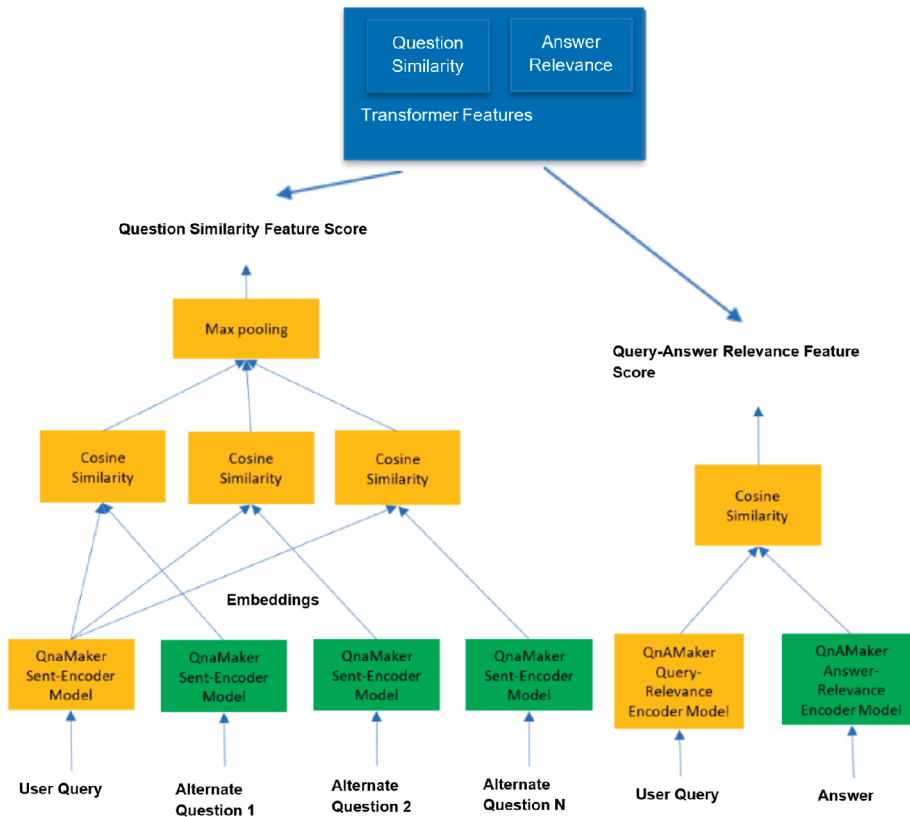 Question
Similarity
Answer
Relevance
Transformer Features
Question Similarity Feature Score
Max pooling
Query-Answer Relevance Feature
Score
Cosine
Similarity
Cosine
Similarity
Cosine
Similarity
Cosine
Similarity
Embeddings
QnaMaker
Sent-Encoder
Model
QnaMaker
Sent-Encoder
Model
QnaMaker
Sent-Encoder
Model
QnaMaker
Sent-Encoder
Model
QnAMaker
Query-
Relevance
Encoder Model
QnAMaker
Answer-
Relevance
Encoder Model
User Query
Alternate
Question 1
Alternate
Question 2
Alternate
Question N
User Query
Answer